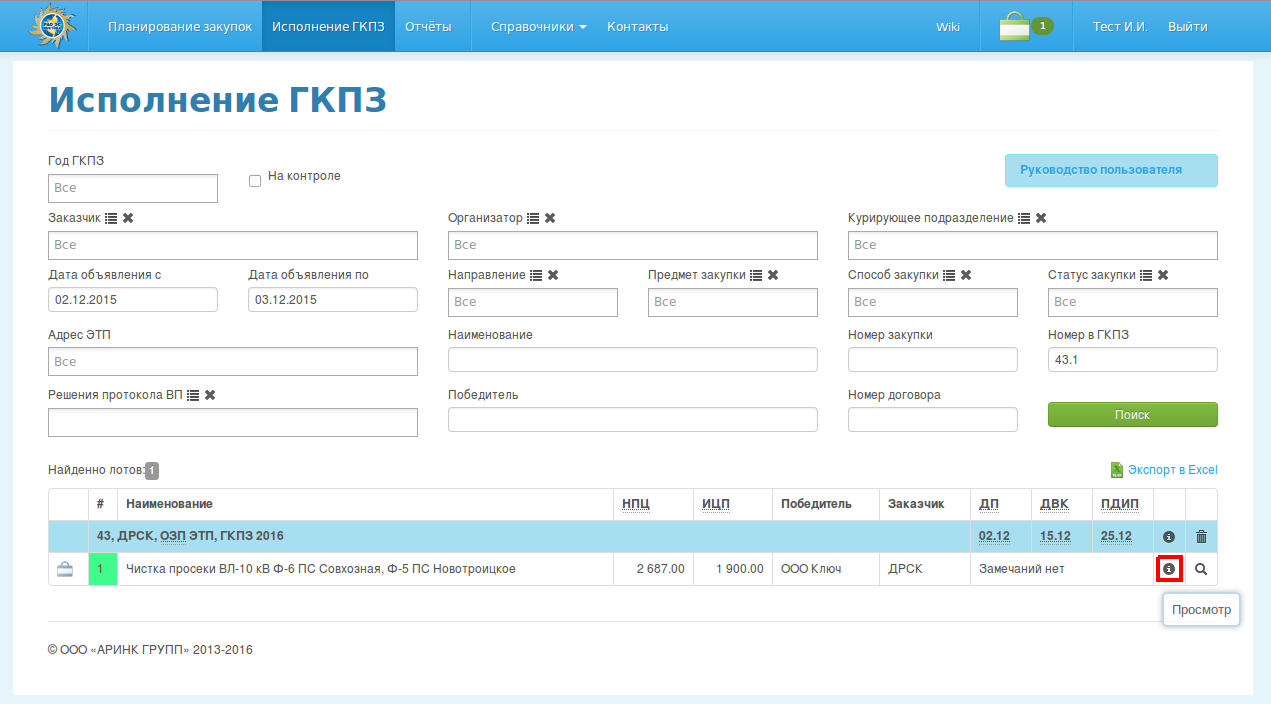 Планирование закупок Исполнение ГКПЗ Отчёты Справочники Контакты Wiki 1 Тест И.И. Выйти
Исполнение ГКПЗ
Год ГКПЗ
На контроле
Руководство пользователя
Все
Заказчик Организатор Курирующее подразделение
Все Все Все
Дата объявления с Дата объявления по Направление Предмет закупки Способ закупки Статус закупки
02.12.2015 03.12.2015 Все Все Все Все
Адрес ЭТП Наименование Номер закупки Номер в ГКПЗ
Все 43.1
Решения протокола ВП Победитель Номер договора
Поиск
Найденно лотов: 1 Экспорт в Excel
# Наименование НПЦ ИЦП Победитель Заказчик ДП ДВК ПДИП
43, ДРСК, ОЗП ЭТП, ГКПЗ 2016 02.12 15.12 25.12
1 Чистка просеки ВЛ-10 кВ Ф-6 ПС Совхозная, Ф-5 ПС Новотроицкое 2 687.00 1 900.00 ООО Ключ ДРСК Замечаний нет
Просмотр
© ООО «АРИНК ГРУПП» 2013-2016